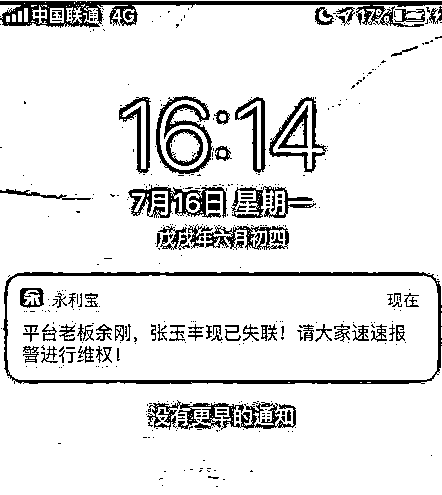 中国联通 4G 17%
16:14
7月16日 星期一
戊戌年六月初四
永利宝 现在
平台老板余刚，张玉丰现已失联！请大家速速报
警进行维权！
没有更早的通知